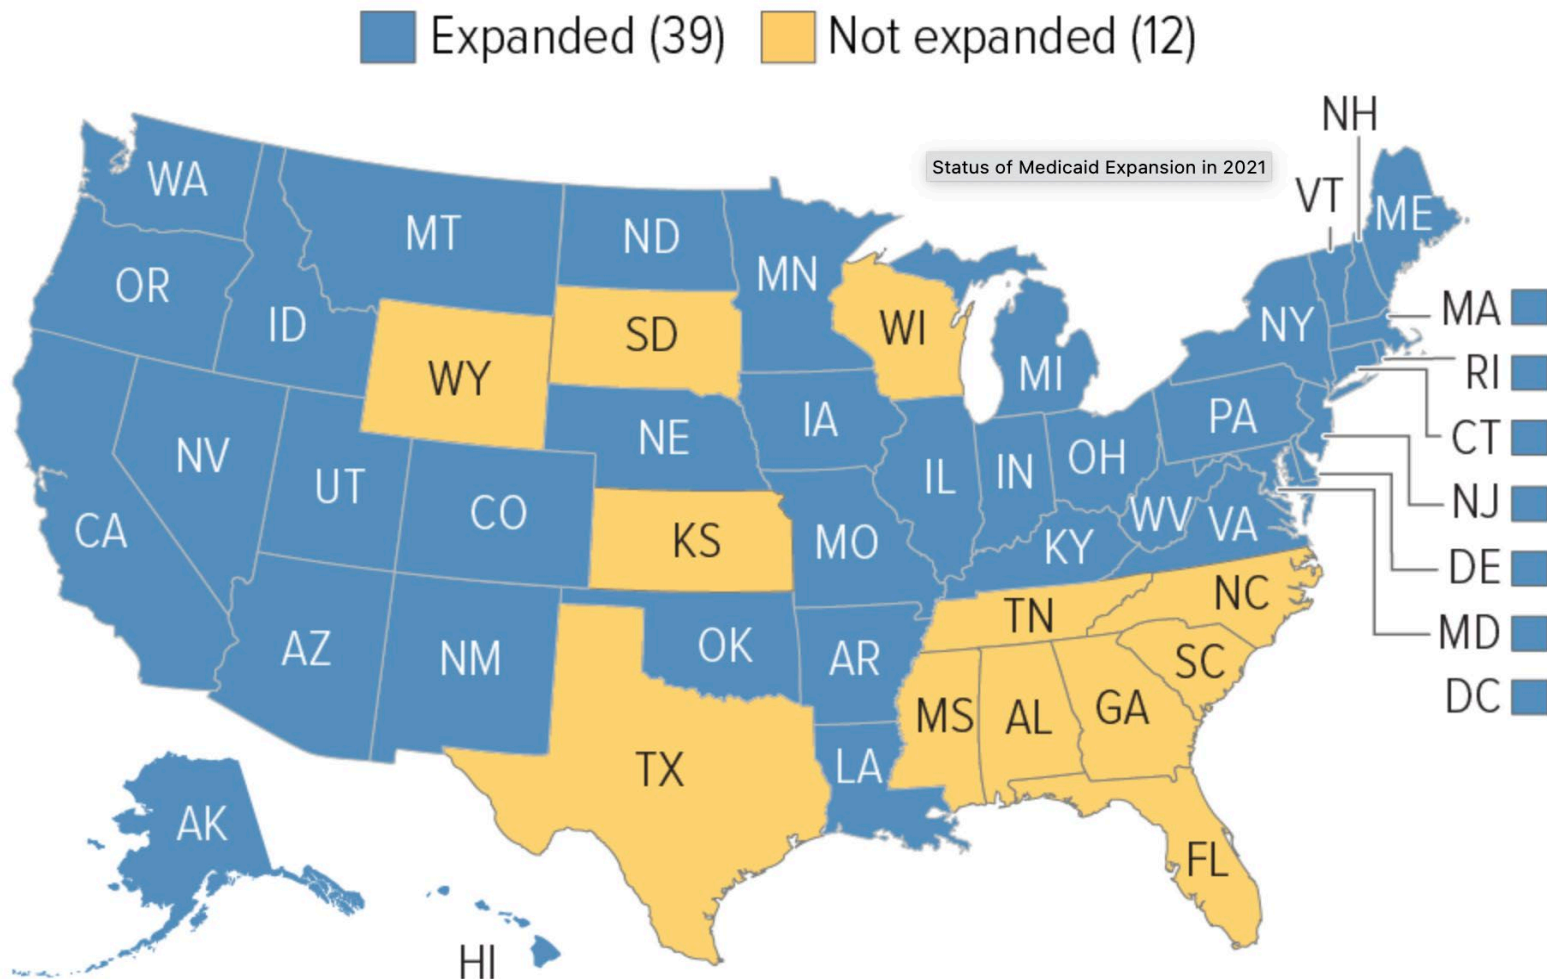 Expanded (39) Not expanded (12)
NH
Status of Medicaid Expansion in 2021
WA
VT
ME
MT
ND
OR
MN
MA
ID
NY
WI
SD
RI
MI
WY
PA
IA
CT
NE
NV
OH
IN
IL
UT
NJ
CO
WV
VA
CA
KS
MO
KY
DE
NC
TN
MD
OK
AZ
NM
AR
SC
DC
GA
MS
AL
LA
TX
AK
FL
HI